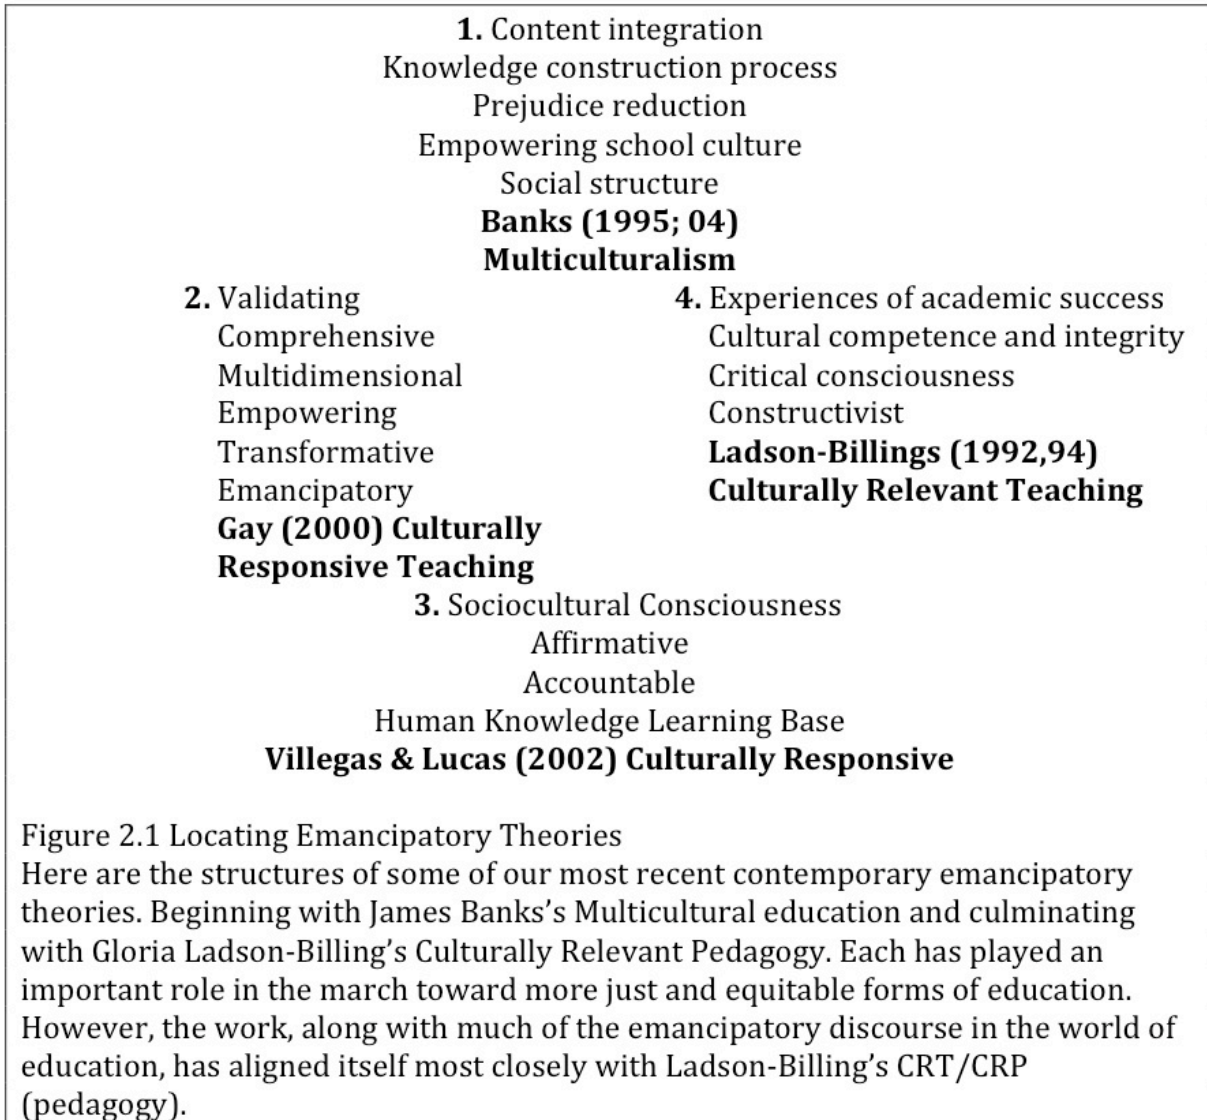 1. Content integration
Knowledge construction process
Prejudice reduction
Empowering school culture
Social structure
Banks (1995; 04)
Multiculturalism
2. Validating
Comprehensive
Multidimensional
Empowering
Transformative
Emancipatory
Gay (2000) Culturally
Responsive Teaching
4. Experiences of academic success
Cultural competence and integrity
Critical consciousness
Constructivist
Ladson-Billings (1992,94)
Culturally Relevant Teaching
3. Sociocultural Consciousness
Affirmative
Accountable
Human Knowledge Learning Base
Villegas & Lucas (2002) Culturally Responsive
Figure 2.1 Locating Emancipatory Theories
Here are the structures of some of our most recent contemporary emancipatory
theories. Beginning with James Banks’s Multicultural education and culminating
with Gloria Ladson-Billing’s Culturally Relevant Pedagogy. Each has played an
important role in the march toward more just and equitable forms of education.
However, the work, along with much of the emancipatory discourse in the world of
education, has aligned itself most closely with Ladson-Billing’s CRT/CRP
(pedagogy).